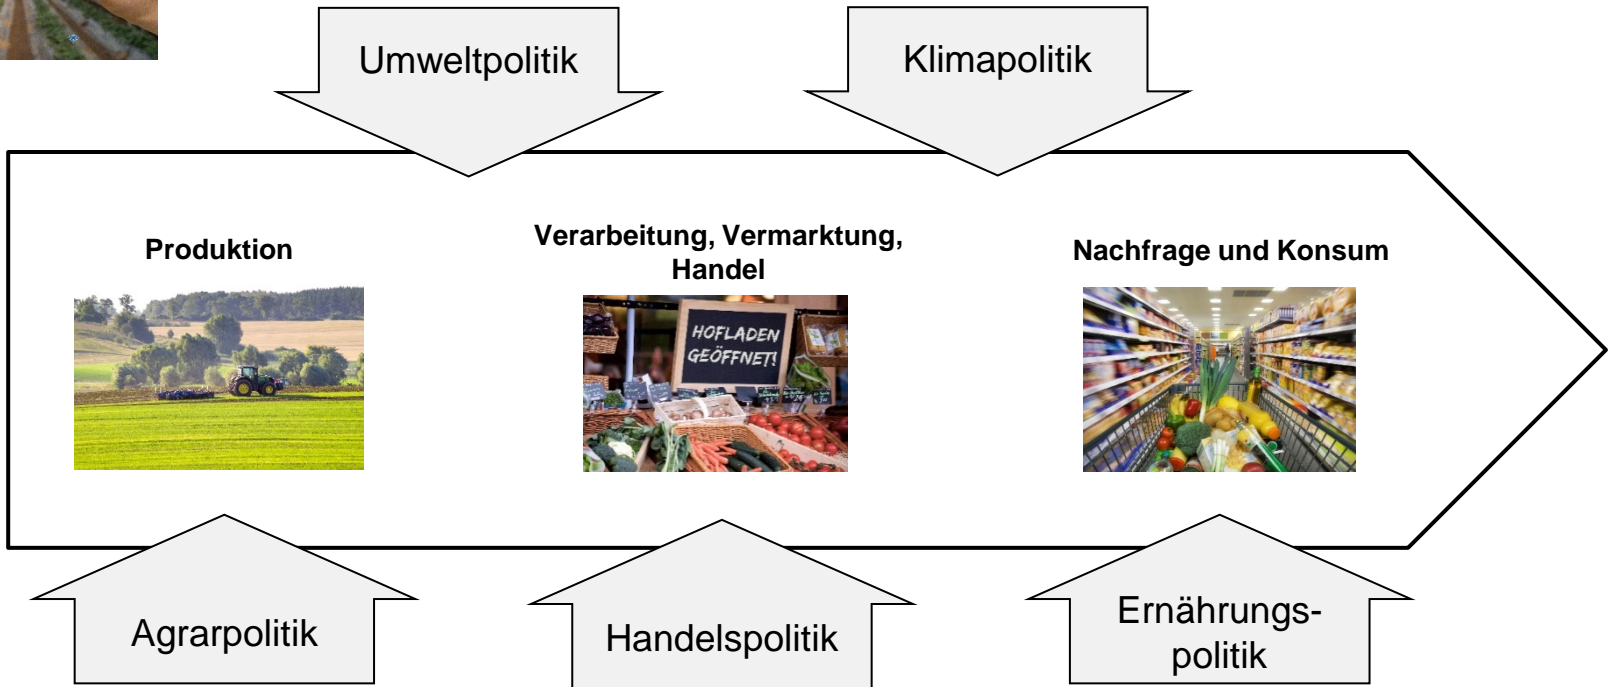 Umweltpolitik
Klimapolitik
Produktion
Verarbeitung, Vermarktung,
Handel
Nachfrage und Konsum
HOFLADEN
GEÖFFNET!
Agrarpolitik
Handelspolitik
Ernährungs-
politik